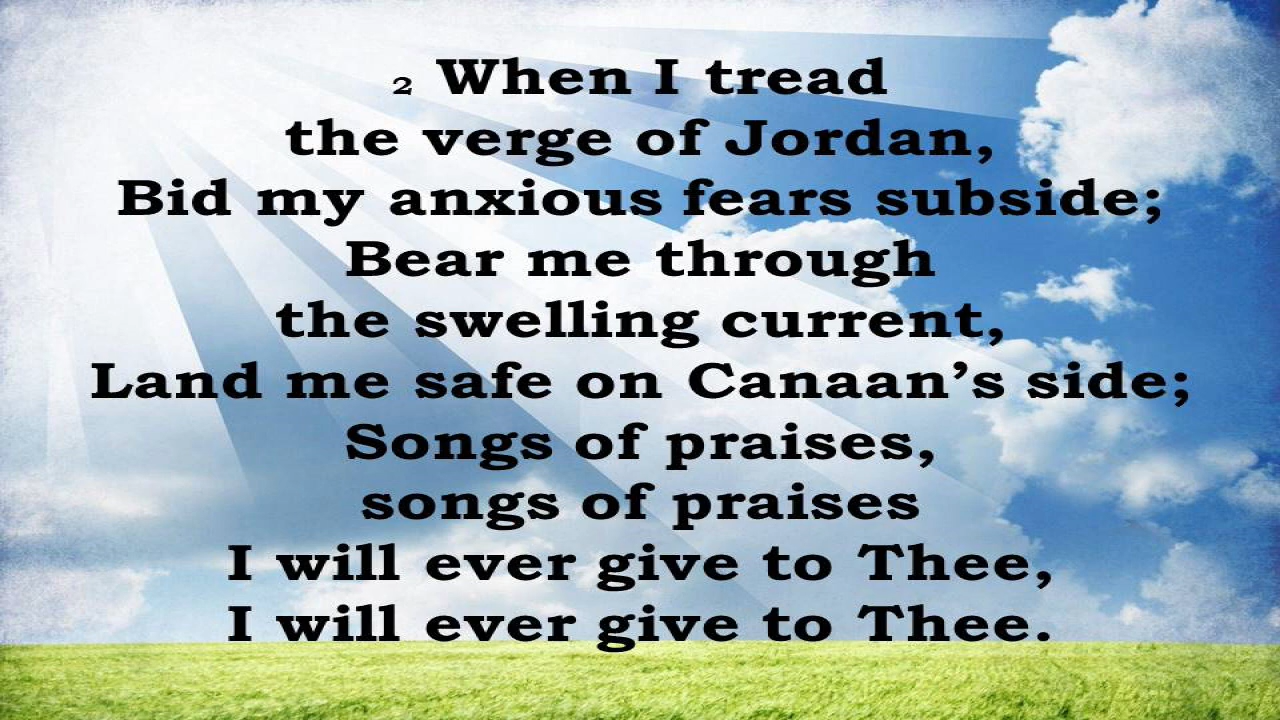 2 When I tread
the verge of Jordan,
Bid my anxious fears subside;
Bear me through
the swelling current,
Land me safe on Canaan’s side;
Songs of praises,
songs of praises
I will ever give to Thee,
I will ever give to Thee.